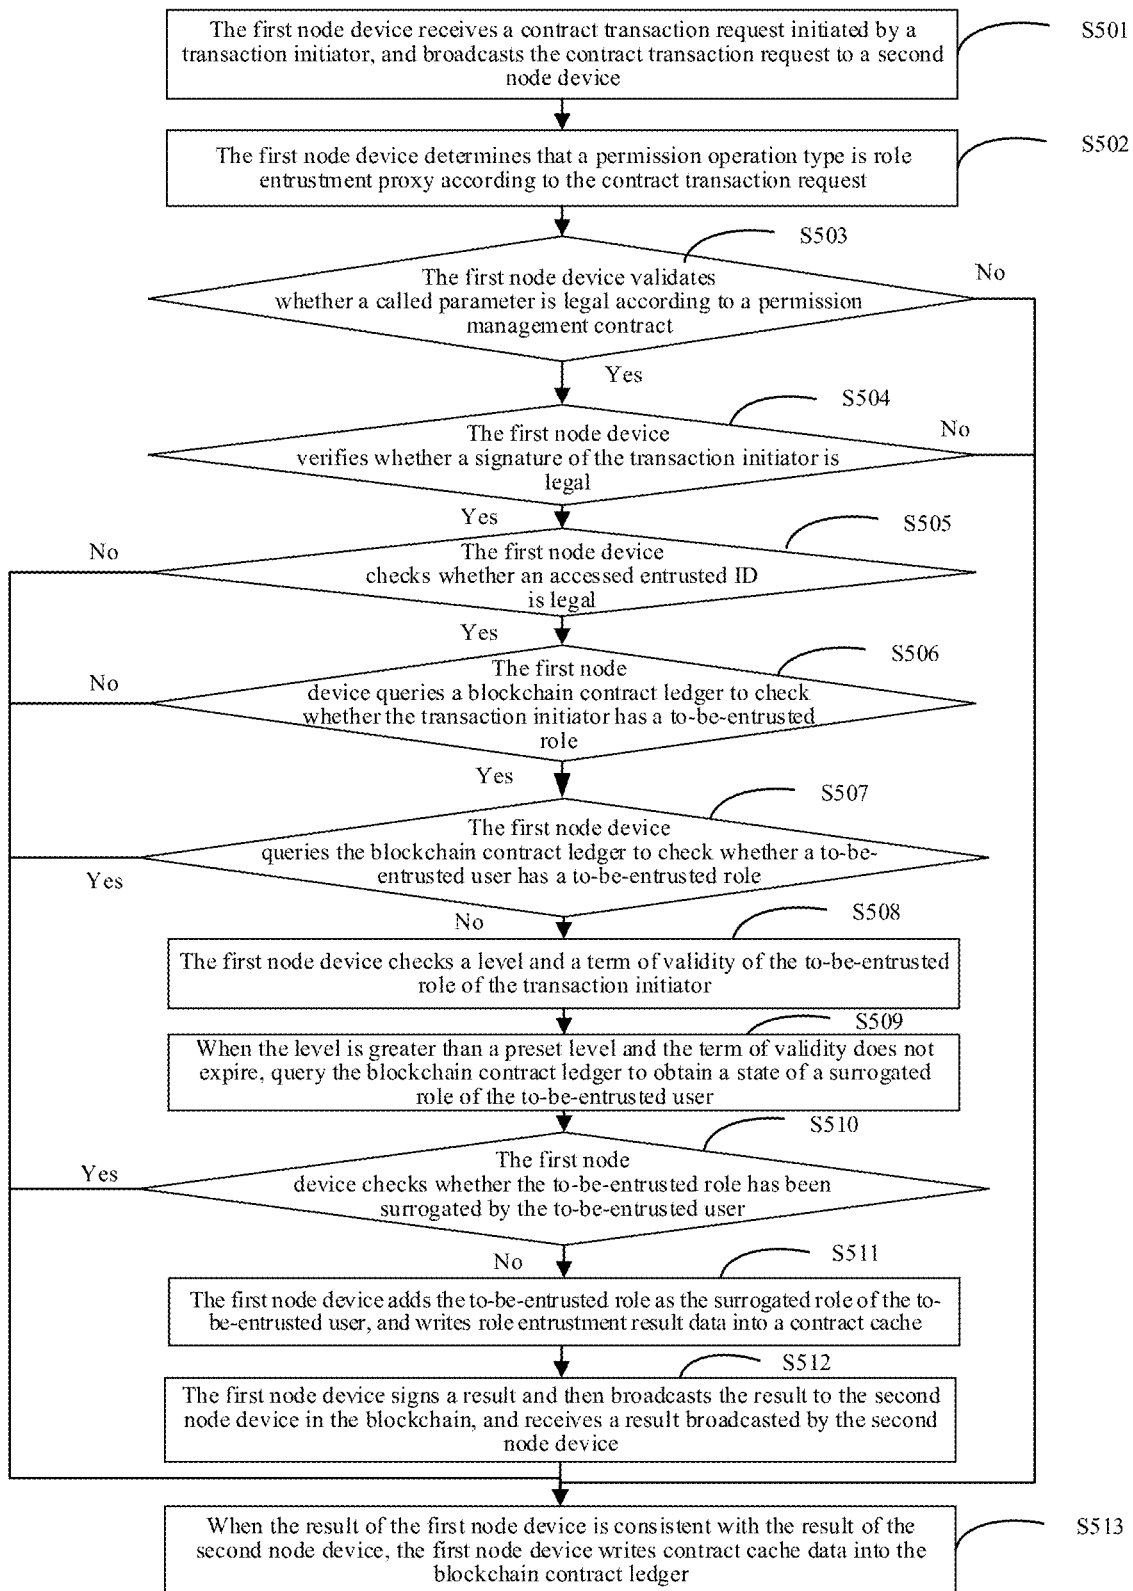 The first node device receives a contract transaction request initiated by a
transaction initiator, and broadcasts the contract transaction request to a second
node device
S501
The first node device determines that a permission operation type is role
entrustment proxy according to the contract transaction request
S502
S503
The first node device validates
whether a called parameter is legal according to a permission
management contract
No
Yes
S504
The first node device
verifies whether a signature of the transaction initiator is
legal
No
Yes
S505
The first node device
checks whether an accessed entrusted ID
is legal
No
Yes
S506
The first node
device queries a blockchain contract ledger to check
whether the transaction initiator has a to-be-entrusted
role
No
Yes
S507
The first node device
queries the blockchain contract ledger to check whether a to-be-
entrusted user has a to-be-entrusted role
Yes
No
S508
The first node device checks a level and a term of validity of the to-be-entrusted
role of the transaction initiator
S509
When the level is greater than a preset level and the term of validity does not
expire, query the blockchain contract ledger to obtain a state of a surrogated
role of the to-be-entrusted user
S510
The first node
device checks whether the to-be-entrusted role has been
surrogated by the to-be-entrusted user
Yes
No
S511
The first node device adds the to-be-entrusted role as the surrogated role of the to-
be-entrusted user, and writes role entrustment result data into a contract cache
S512
The first node device signs a result and then broadcasts the result to the second
node device in the blockchain, and receives a result broadcasted by the second
node device
When the result of the first node device is consistent with the result of the
second node device, the first node device writes contract cache data into the
blockchain contract ledger
S513